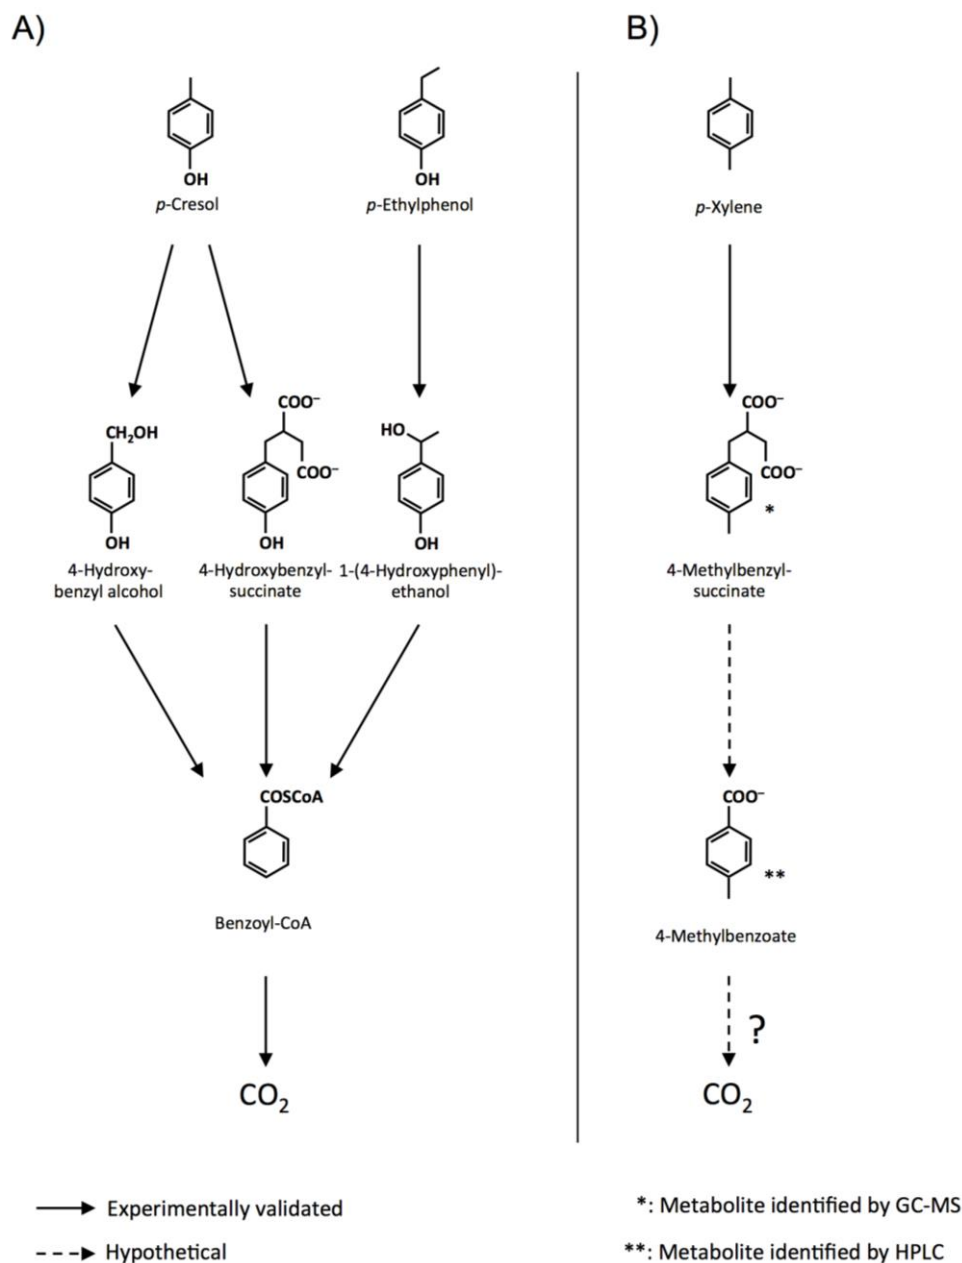 A)
B)
OH
p-Cresol
OH
p-Ethylphenol
p-Xylene
CH₂OH
OH
4-Hydroxy-
benzyl alcohol
COO⁻
COO⁻
OH
4-Hydroxybenzyl-
succinate
HO
OH
1-(4-Hydroxyphenyl)-
ethanol
COO⁻
COO⁻
*
4-Methylbenzyl-
succinate
COSCoA
Benzoyl-CoA
COO⁻
**
4-Methylbenzoate
CO₂
?
CO₂
Experimentally validated
Hypothetical
*: Metabolite identified by GC-MS
**: Metabolite identified by HPLC